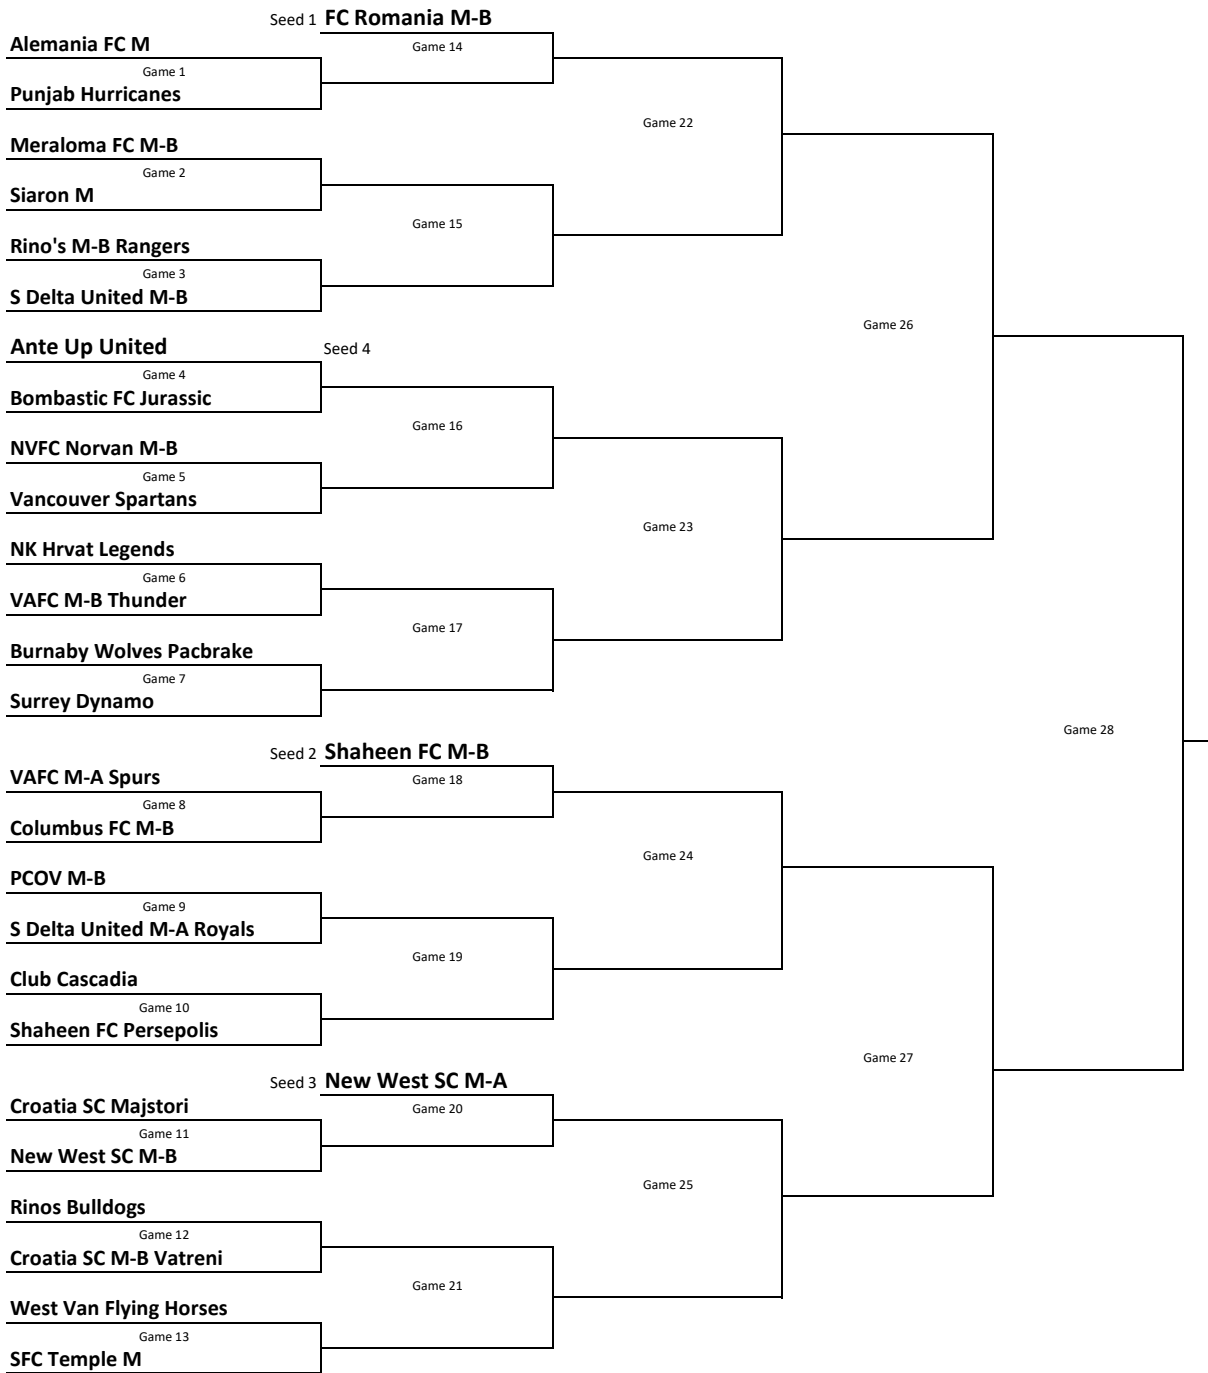 Seed 1 FC Romania M-B
Alemania FC M
Game 14
Game 1
Punjab Hurricanes
Game 22
Meraloma FC M-B
Game 2
Siaron M
Game 15
Rino's M-B Rangers
Game 3
S Delta United M-B
Game 26
Ante Up United Seed 4
Game 4
Bombastic FC Jurassic
Game 16
NVFC Norvan M-B
Game 5
Vancouver Spartans
Game 23
NK Hrvat Legends
Game 6
VAFC M-B Thunder
Game 17
Burnaby Wolves Pacbrake
Game 7
Surrey Dynamo
Game 28
Seed 2 Shaheen FC M-B
VAFC M-A Spurs
Game 18
Game 8
Columbus FC M-B
Game 24
PCOV M-B
Game 9
S Delta United M-A Royals
Game 19
Club Cascadia
Game 10
Shaheen FC Persepolis
Game 27
Seed 3 New West SC M-A
Croatia SC Majstori
Game 20
Game 11
New West SC M-B
Game 25
Rinos Bulldogs
Game 12
Croatia SC M-B Vatreni
Game 21
West Van Flying Horses
Game 13
SFC Temple M